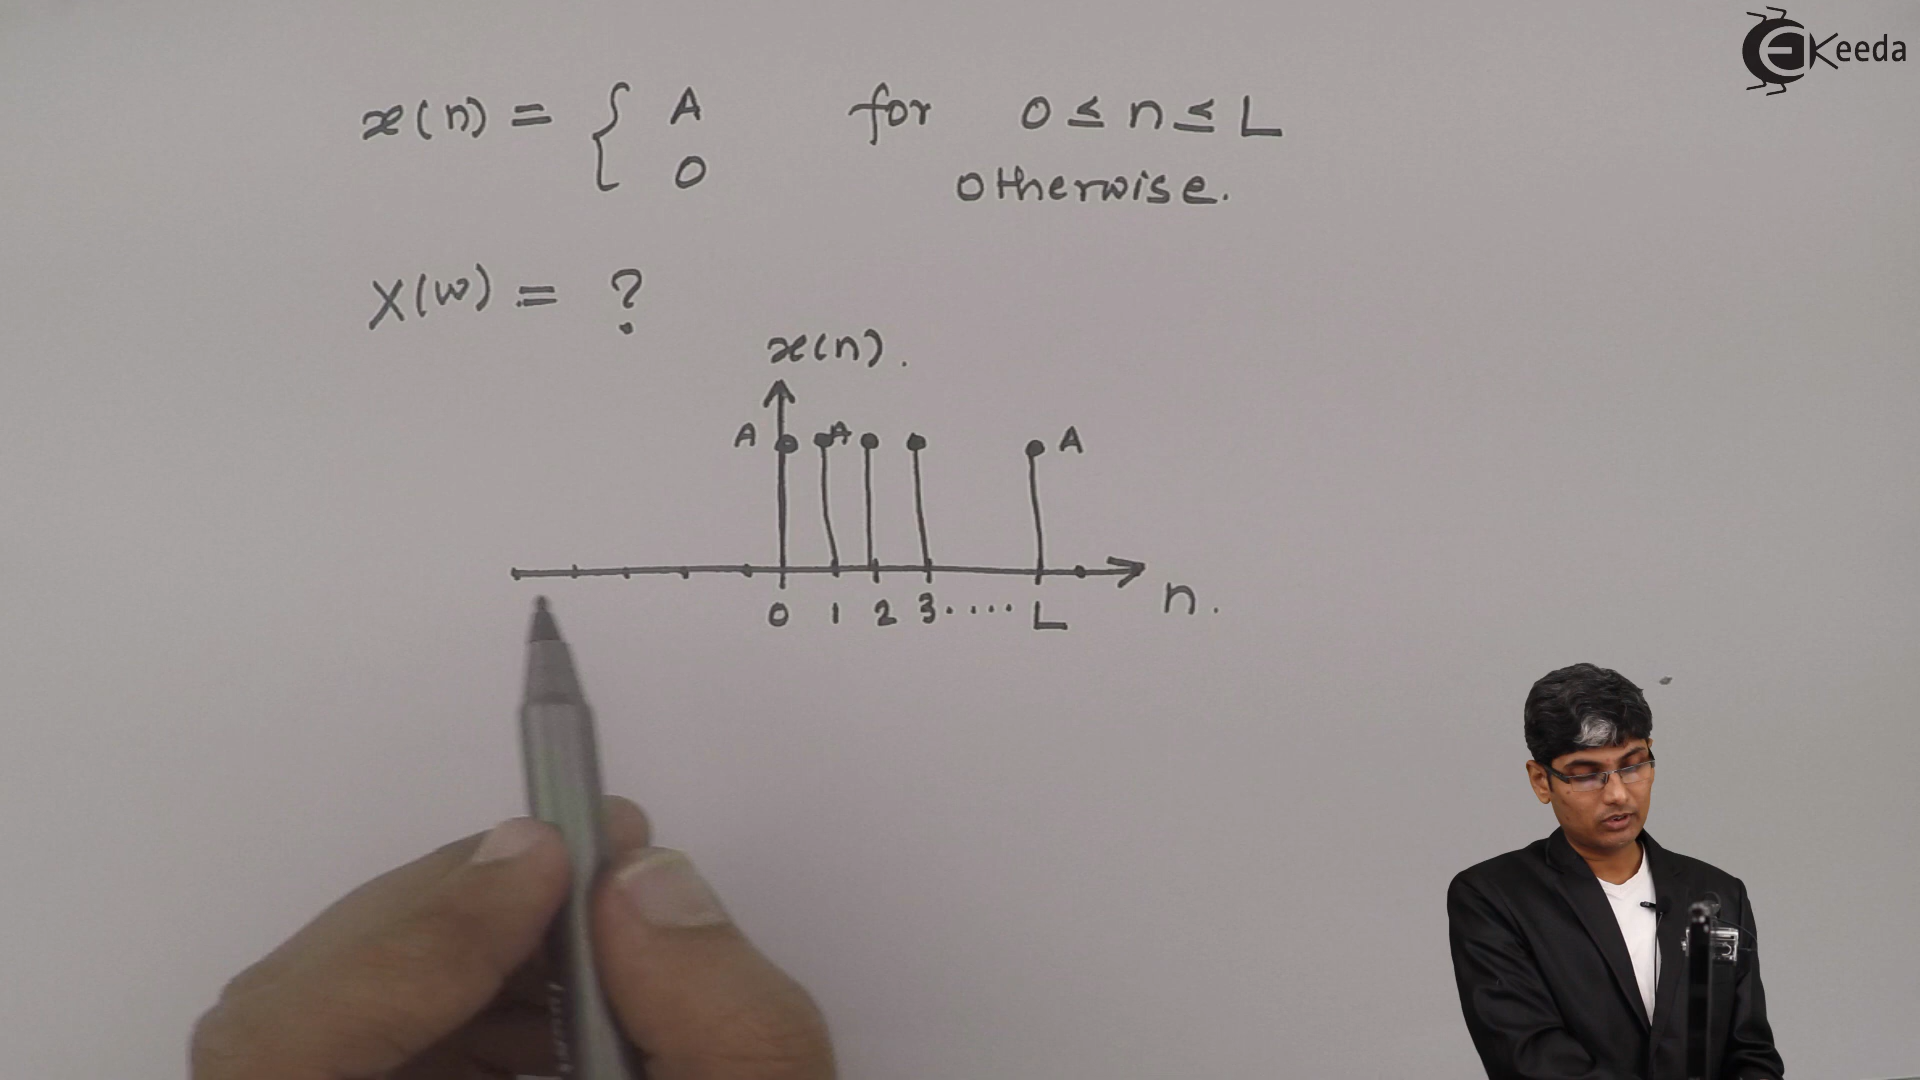 Keeda
x(n) = { A for 0 ≤ n ≤ L
0 otherwise.
X(w) = ?
x(n).
A A A
0 1 2 3 .... L n.